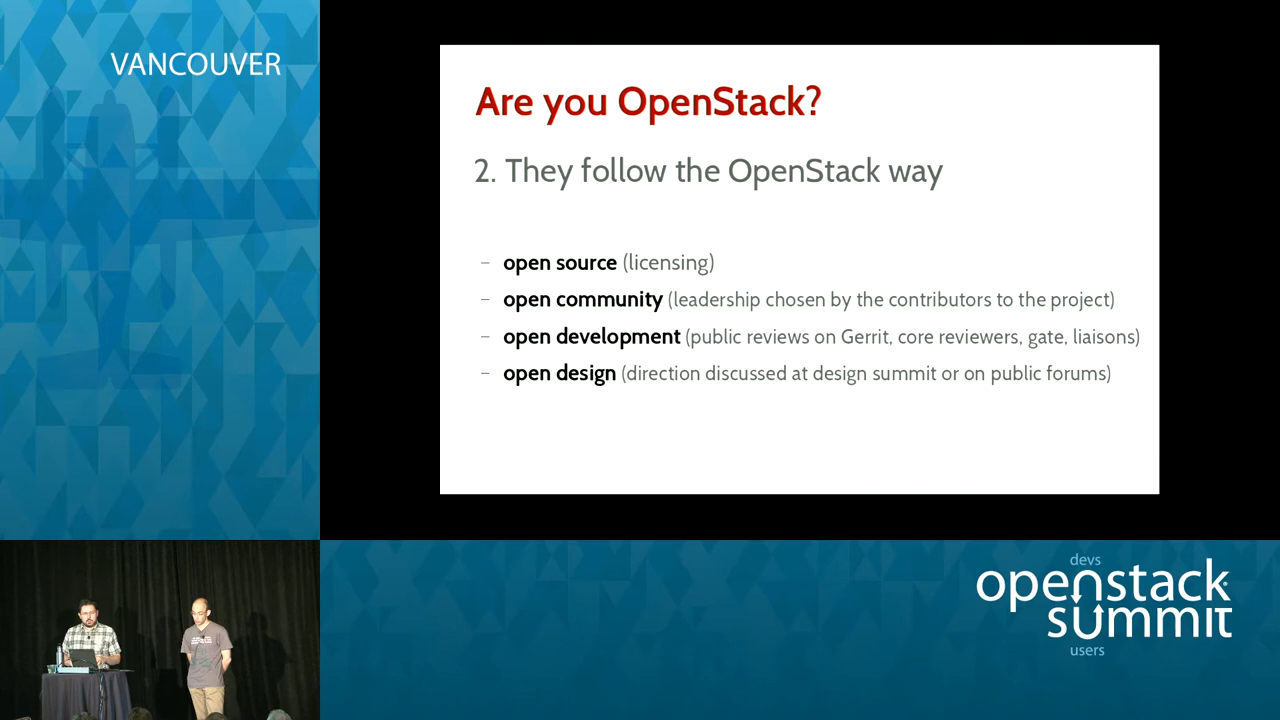 VANCOUVER
Are you OpenStack?
2. They follow the OpenStack way
– open source (licensing)
– open community (leadership chosen by the contributors to the project)
– open development (public reviews on Gerrit, core reviewers, gate, liaisons)
– open design (direction discussed at design summit or on public forums)
devs
openstack
summit
users